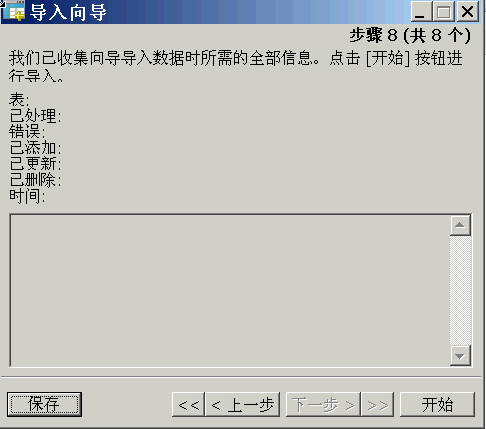 导入向导
步骤 8 (共 8 个)
我们已收集向导导入数据时所需的全部信息。点击 [开始] 按钮进
行导入。
表:
已处理:
错误:
已添加:
已更新:
已删除:
时间:
保存 << < 上一步 下一步 > >> 开始